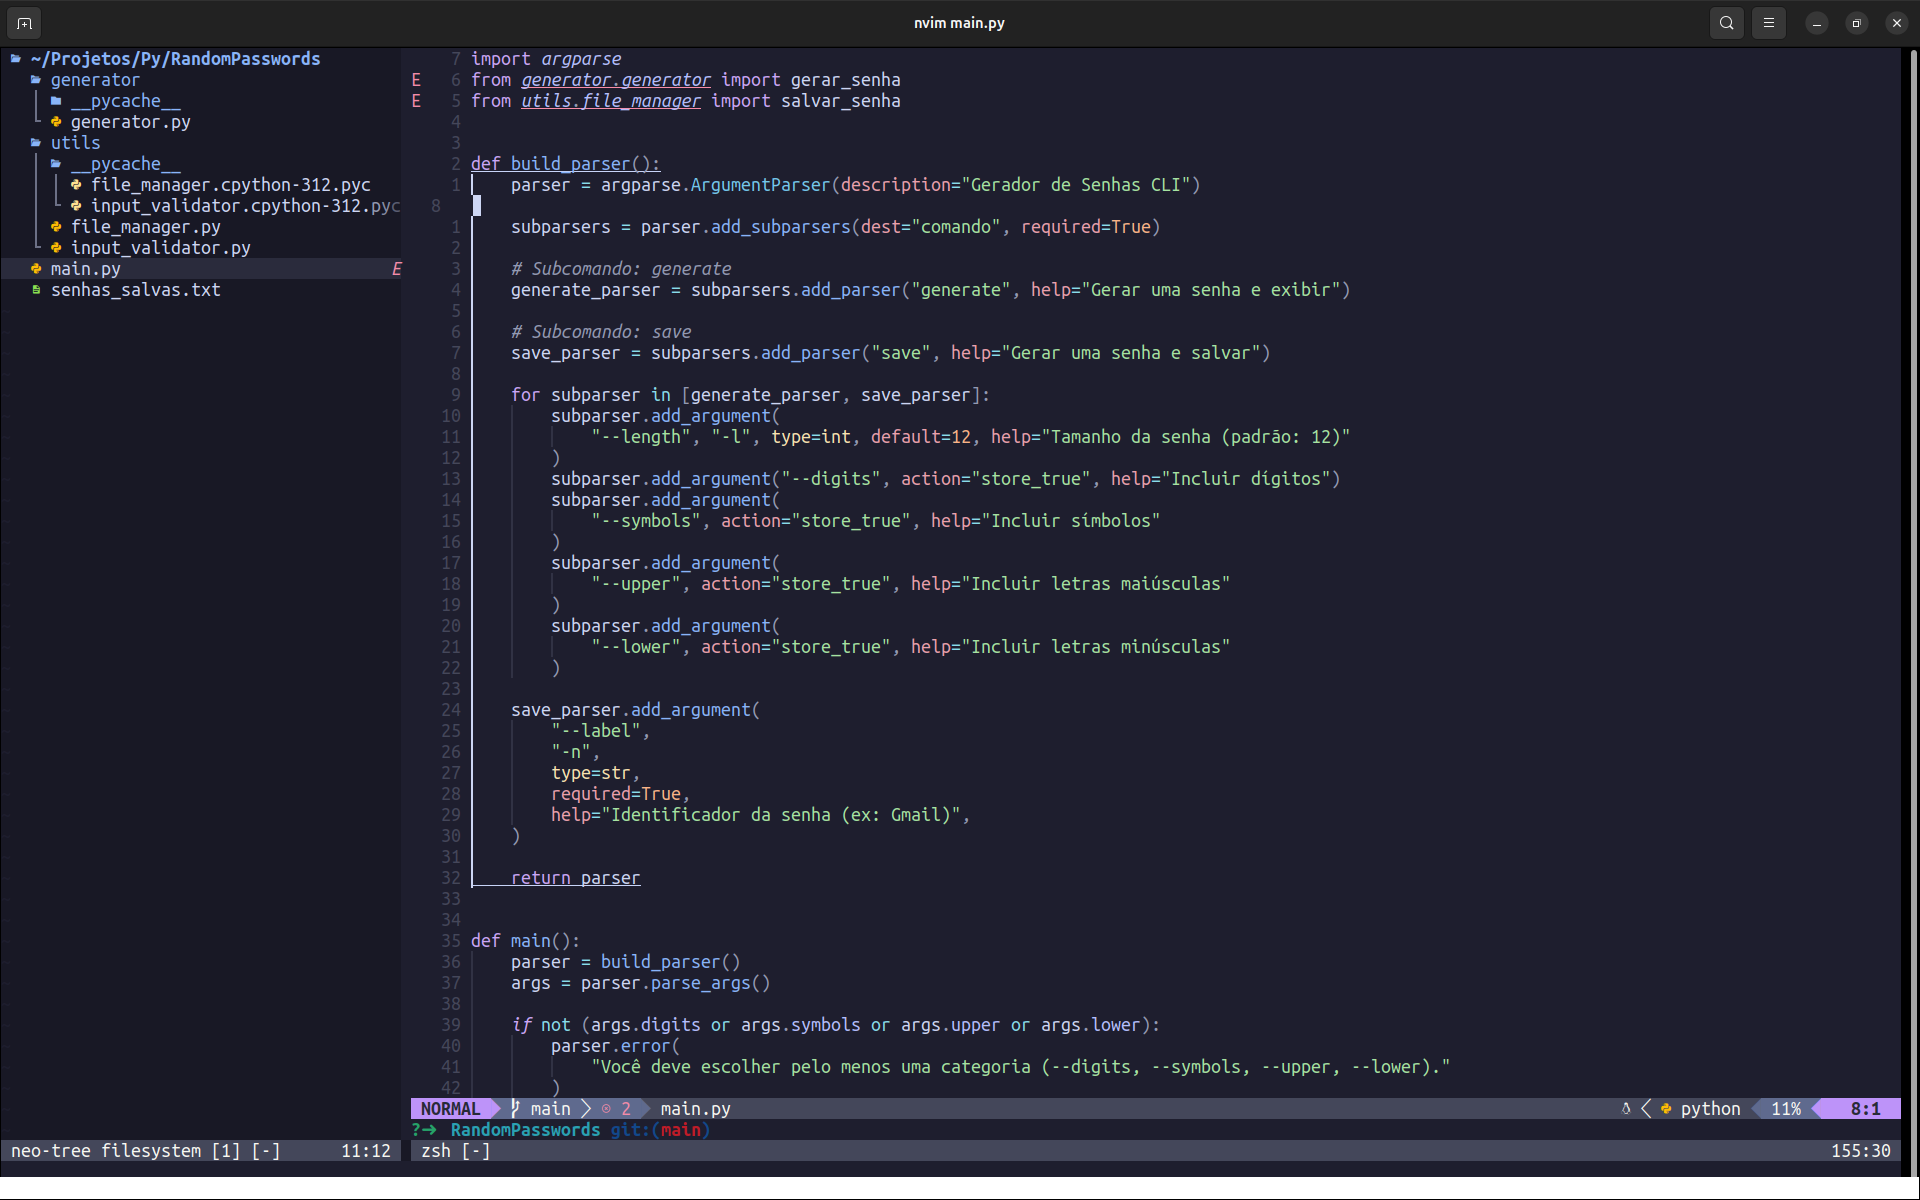 nvim main.py
~/Projetos/Py/RandomPasswords
generator
__pycache__
generator.py
utils
__pycache__
file_manager.cpython-312.pyc
input_validator.cpython-312.pyc
file_manager.py
input_validator.py
main.py E
senhas_salvas.txt
neo-tree filesystem [1] [-] 11:12
7 import argparse
E 6 from generator.generator import gerar_senha
E 5 from utils.file_manager import salvar_senha
4
3
2 def build_parser():
1     parser = argparse.ArgumentParser(description="Gerador de Senhas CLI")
8
1     subparsers = parser.add_subparsers(dest="comando", required=True)
2
3     # Subcomando: generate
4     generate_parser = subparsers.add_parser("generate", help="Gerar uma senha e exibir")
5
6     # Subcomando: save
7     save_parser = subparsers.add_parser("save", help="Gerar uma senha e salvar")
8
9     for subparser in [generate_parser, save_parser]:
10         subparser.add_argument(
11             "--length", "-l", type=int, default=12, help="Tamanho da senha (padrão: 12)"
12         )
13         subparser.add_argument("--digits", action="store_true", help="Incluir dígitos")
14         subparser.add_argument(
15             "--symbols", action="store_true", help="Incluir símbolos"
16         )
17         subparser.add_argument(
18             "--upper", action="store_true", help="Incluir letras maiúsculas"
19         )
20         subparser.add_argument(
21             "--lower", action="store_true", help="Incluir letras minúsculas"
22         )
23
24     save_parser.add_argument(
25         "--label",
26         "-n",
27         type=str,
28         required=True,
29         help="Identificador da senha (ex: Gmail)",
30     )
31
32     return parser
33
34
35 def main():
36     parser = build_parser()
37     args = parser.parse_args()
38
39     if not (args.digits or args.symbols or args.upper or args.lower):
40         parser.error(
41             "Você deve escolher pelo menos uma categoria (--digits, --symbols, --upper, --lower)."
42         )
NORMAL main 2 main.py python 11% 8:1
?→ RandomPasswords git:(main)
zsh [-] 155:30